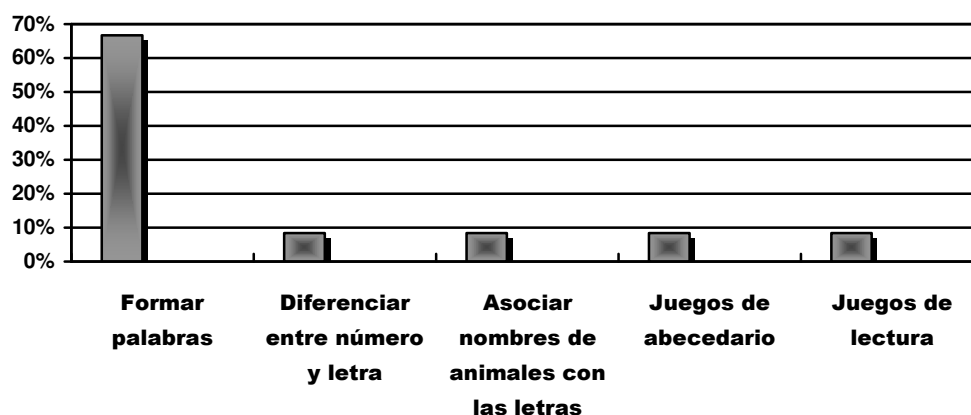 70%
60%
50%
40%
30%
20%
10%
0%
Formar
palabras
Diferenciar
entre número
y letra
Asociar
nombres de
animales con
las letras
Juegos de
abecedario
Juegos de
lectura